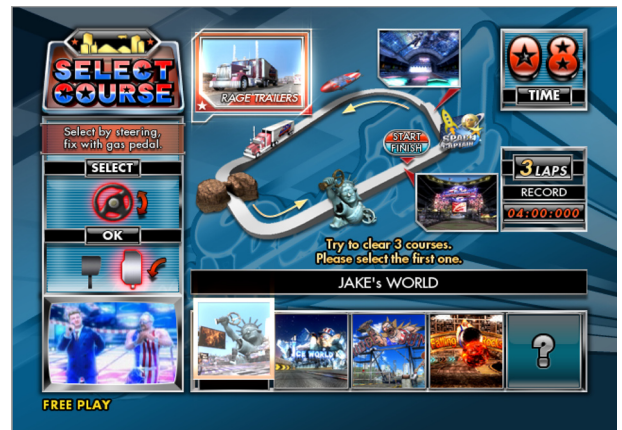 SELECT
COURSE
Select by steering,
fix with gas pedal.
SELECT
OK
FREE PLAY
RAGE TRAILERS
START
FINISH
SPACE
CAPTAIN
08
TIME
3 LAPS
RECORD
04:00:000
Try to clear 3 courses.
Please select the first one.
JAKE's WORLD
ICE WORLD
?